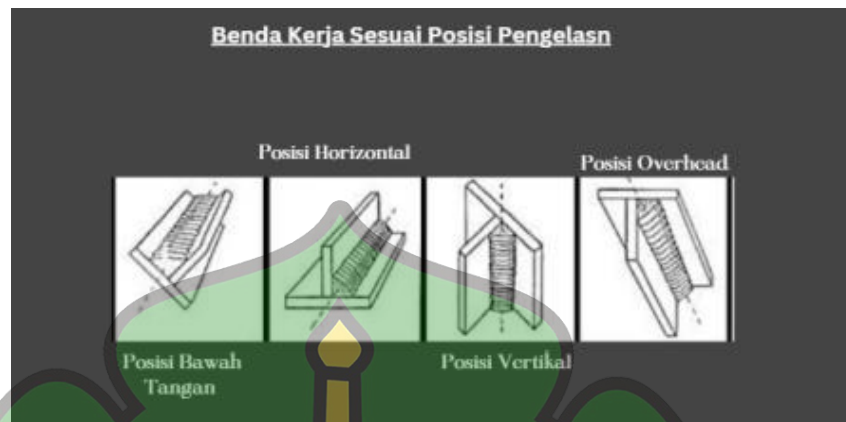 Benda Kerja Sesuai Posisi Pengelasn
Posisi Horizontal
Posisi Overhead
Posisi Bawah
Tangan
Posisi Vertikal